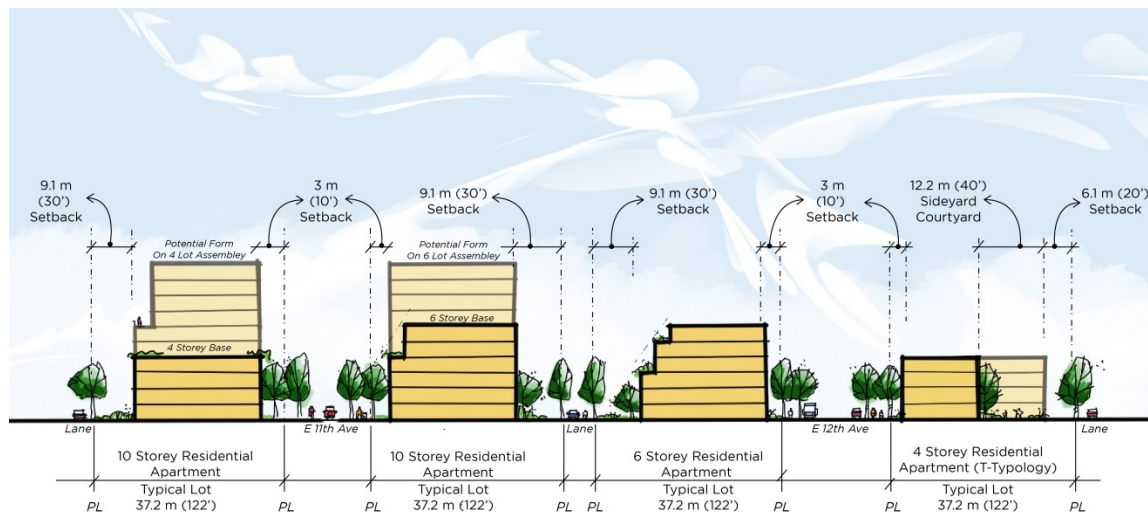 9.1 m
(30')
Setback
3 m
(10')
Setback
9.1 m (30')
Setback
9.1 m (30')
Setback
3 m
(10')
Setback
12.2 m (40')
Sideyard
Courtyard
6.1 m (20')
Setback
Potential Form
On 4 Lot Assembley
Potential Form
On 6 Lot Assembley
4 Storey Base
6 Storey Base
Lane
E 11th Ave
Lane
E 12th Ave
Lane
10 Storey Residential
Apartment
10 Storey Residential
Apartment
6 Storey Residential
Apartment
4 Storey Residential
Apartment (T-Typology)
Typical Lot
37.2 m (122')
Typical Lot
37.2 m (122')
Typical Lot
37.2 m (122')
Typical Lot
37.2 m (122')
PL
PL
PL
PL
PL
PL
PL
PL